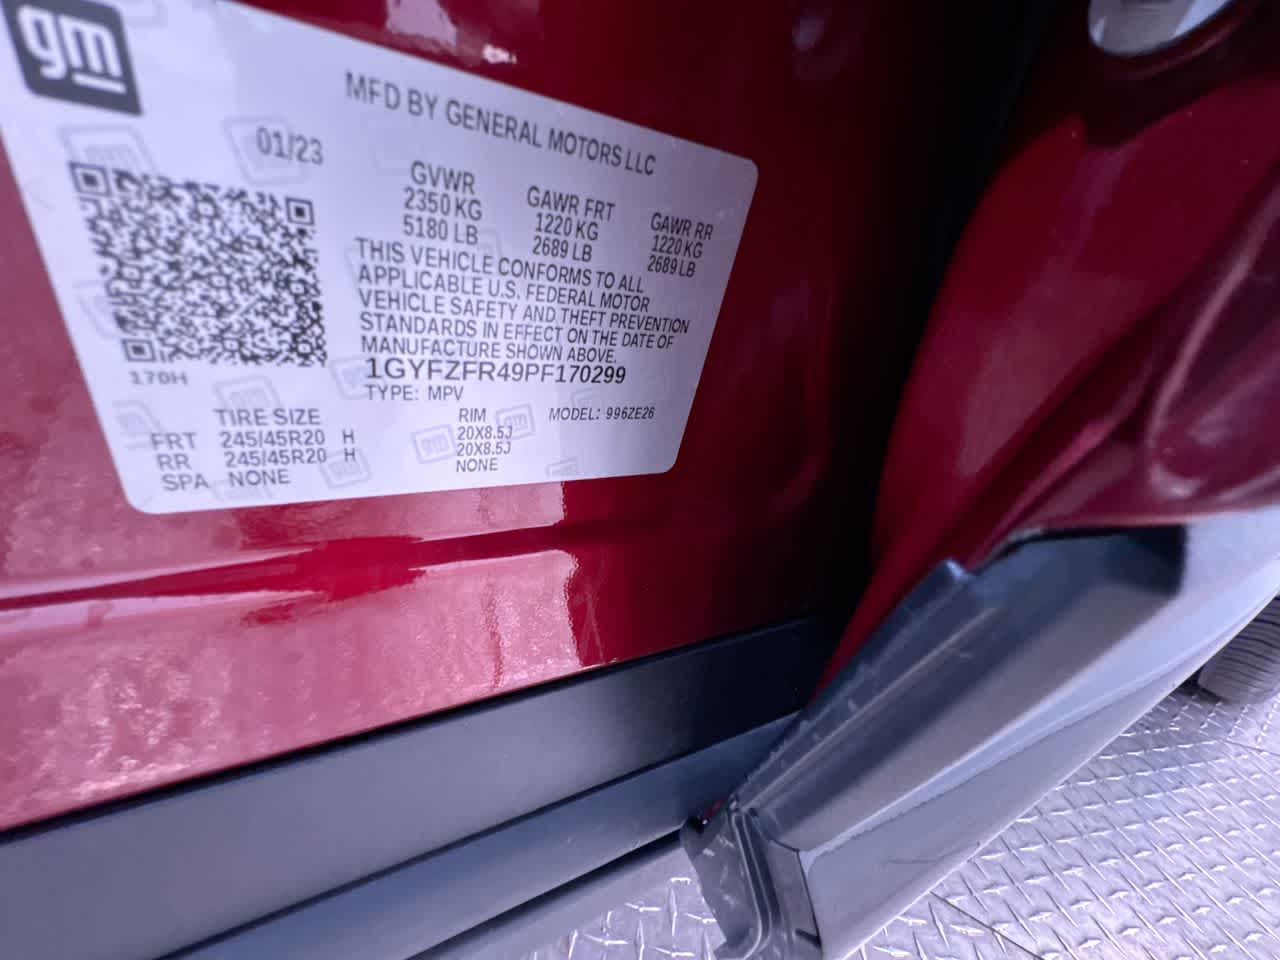 gm
MFD BY GENERAL MOTORS LLC
01/23
GVWR
2350 KG
5180 LB
GAWR FRT
1220 KG
2689 LB
GAWR RR
1220 KG
2689 LB
THIS VEHICLE CONFORMS TO ALL
APPLICABLE U.S. FEDERAL MOTOR
VEHICLE SAFETY AND THEFT PREVENTION
STANDARDS IN EFFECT ON THE DATE OF
MANUFACTURE SHOWN ABOVE.
170H
1GYFZFR49PF170299
TYPE: MPV
MODEL: 996ZE26
TIRE SIZE RIM
FRT 245/45R20 H 20X8.5J
RR 245/45R20 H 20X8.5J
SPA NONE NONE